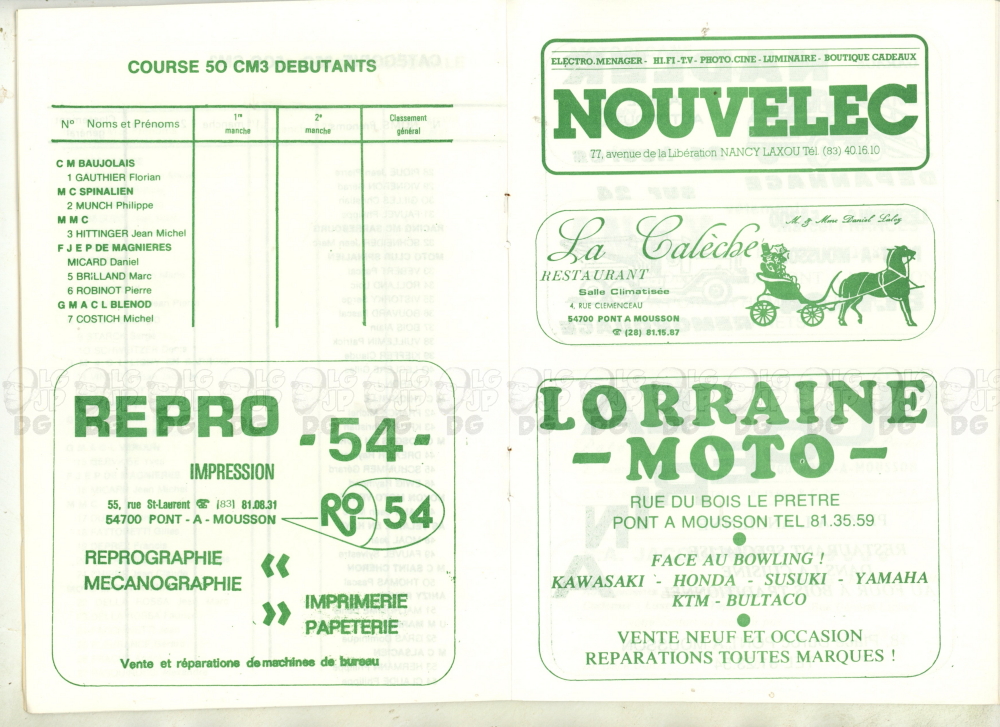 COURSE 50 CM3 DEBUTANTS
N° Noms et Prénoms
1re manche
2e manche
Classement général
C M BAUJOLAIS
1 GAUTHIER Florian
M C SPINALIEN
2 MUNCH Philippe
M M C
3 HITTINGER Jean Michel
F J E P DE MAGNIERES
MICARD Daniel
5 BRILLAND Marc
6 ROBINOT Pierre
G M A C L BLENOD
7 COSTICH Michel
REPRO
-54-
IMPRESSION
55, rue St-Laurent ☎ (83) 81.08.31
54700 PONT - A - MOUSSON
Ro 54
REPROGRAPHIE
MECANOGRAPHIE
«
»
IMPRIMERIE
PAPETERIE
Vente et réparations de machines de bureau
ELECTRO.MENAGER - HI.FI - T.V - PHOTO.CINE - LUMINAIRE - BOUTIQUE CADEAUX
NOUVELEC
77, avenue de la Libération NANCY LAXOU Tél. (83) 40.16.10
La Calèche
M. & Mme Daniel
RESTAURANT
Salle Climatisée
4, RUE CLEMENCEAU
54700 PONT A MOUSSON
☎ (28) 81.15.87
LORRAINE
- MOTO -
RUE DU BOIS LE PRETRE
PONT A MOUSSON TEL 81.35.59
FACE AU BOWLING !
KAWASAKI - HONDA - SUSUKI - YAMAHA
KTM - BULTACO
VENTE NEUF ET OCCASION
REPARATIONS TOUTES MARQUES !